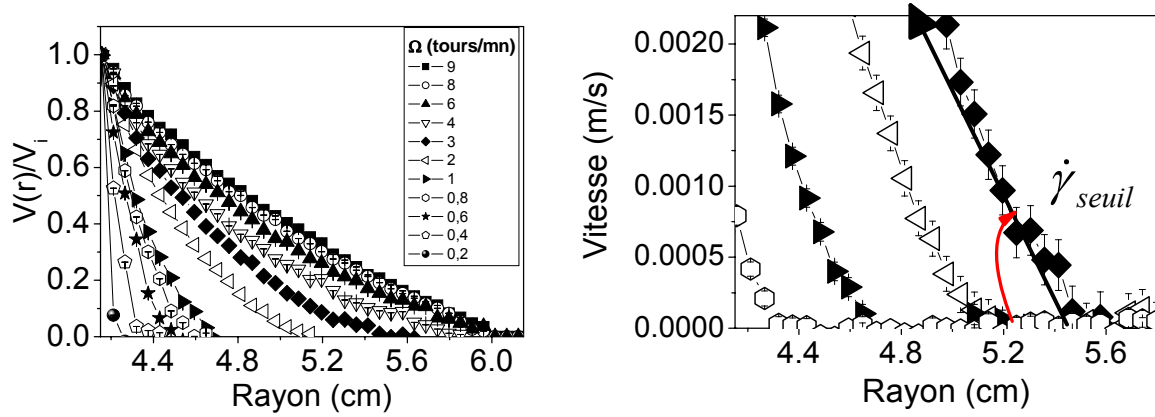 1.0
0.8
0.6
0.4
0.2
0.0
V(r)/Vi
4.4 4.8 5.2 5.6 6.0
Rayon (cm)
Ω (tours/mn)
9
8
6
4
3
2
1
0,8
0,6
0,4
0,2
0.0020
0.0015
0.0010
0.0005
0.0000
Vitesse (m/s)
4.4 4.8 5.2 5.6
Rayon (cm)
γ̇ seuil